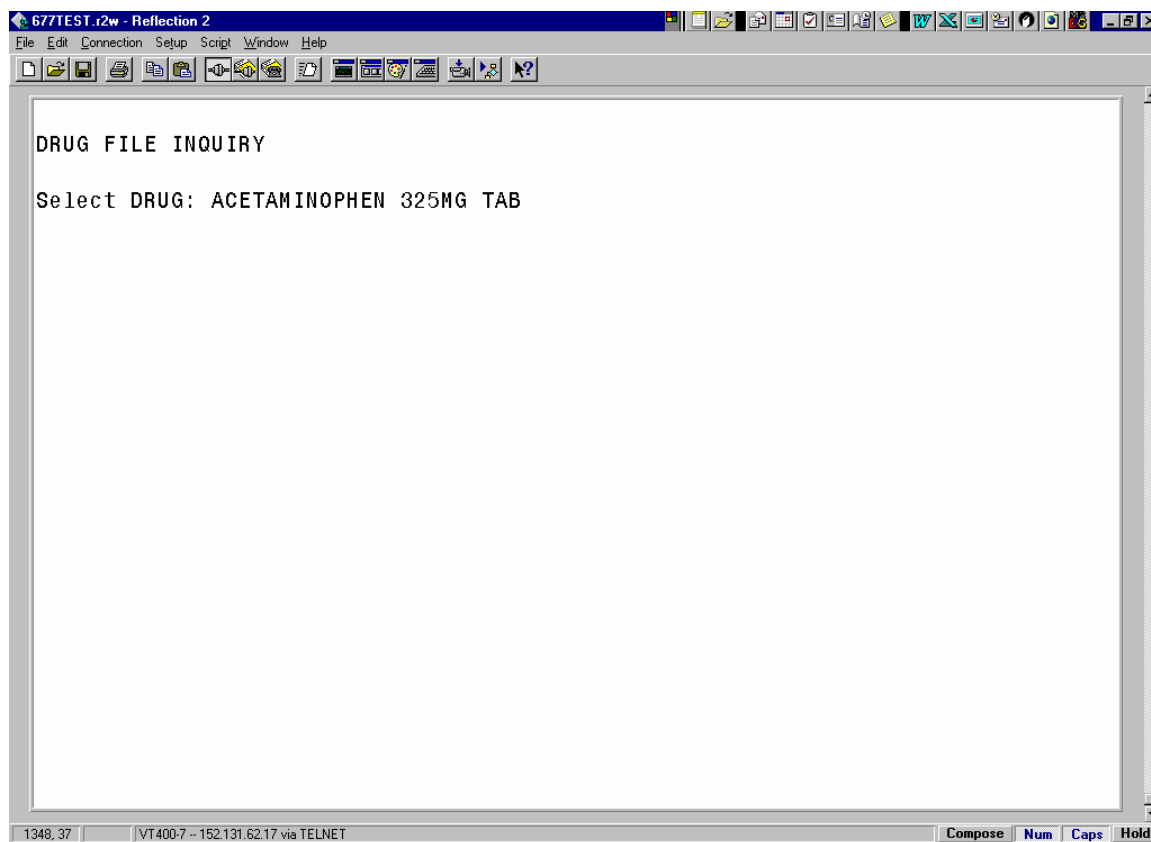 677TEST.r2w - Reflection 2
File Edit Connection Setup Script Window Help
DRUG FILE INQUIRY
Select DRUG: ACETAMINOPHEN 325MG TAB
1348, 37 VT400-7 -- 152.131.62.17 via TELNET Compose Num Caps Hold